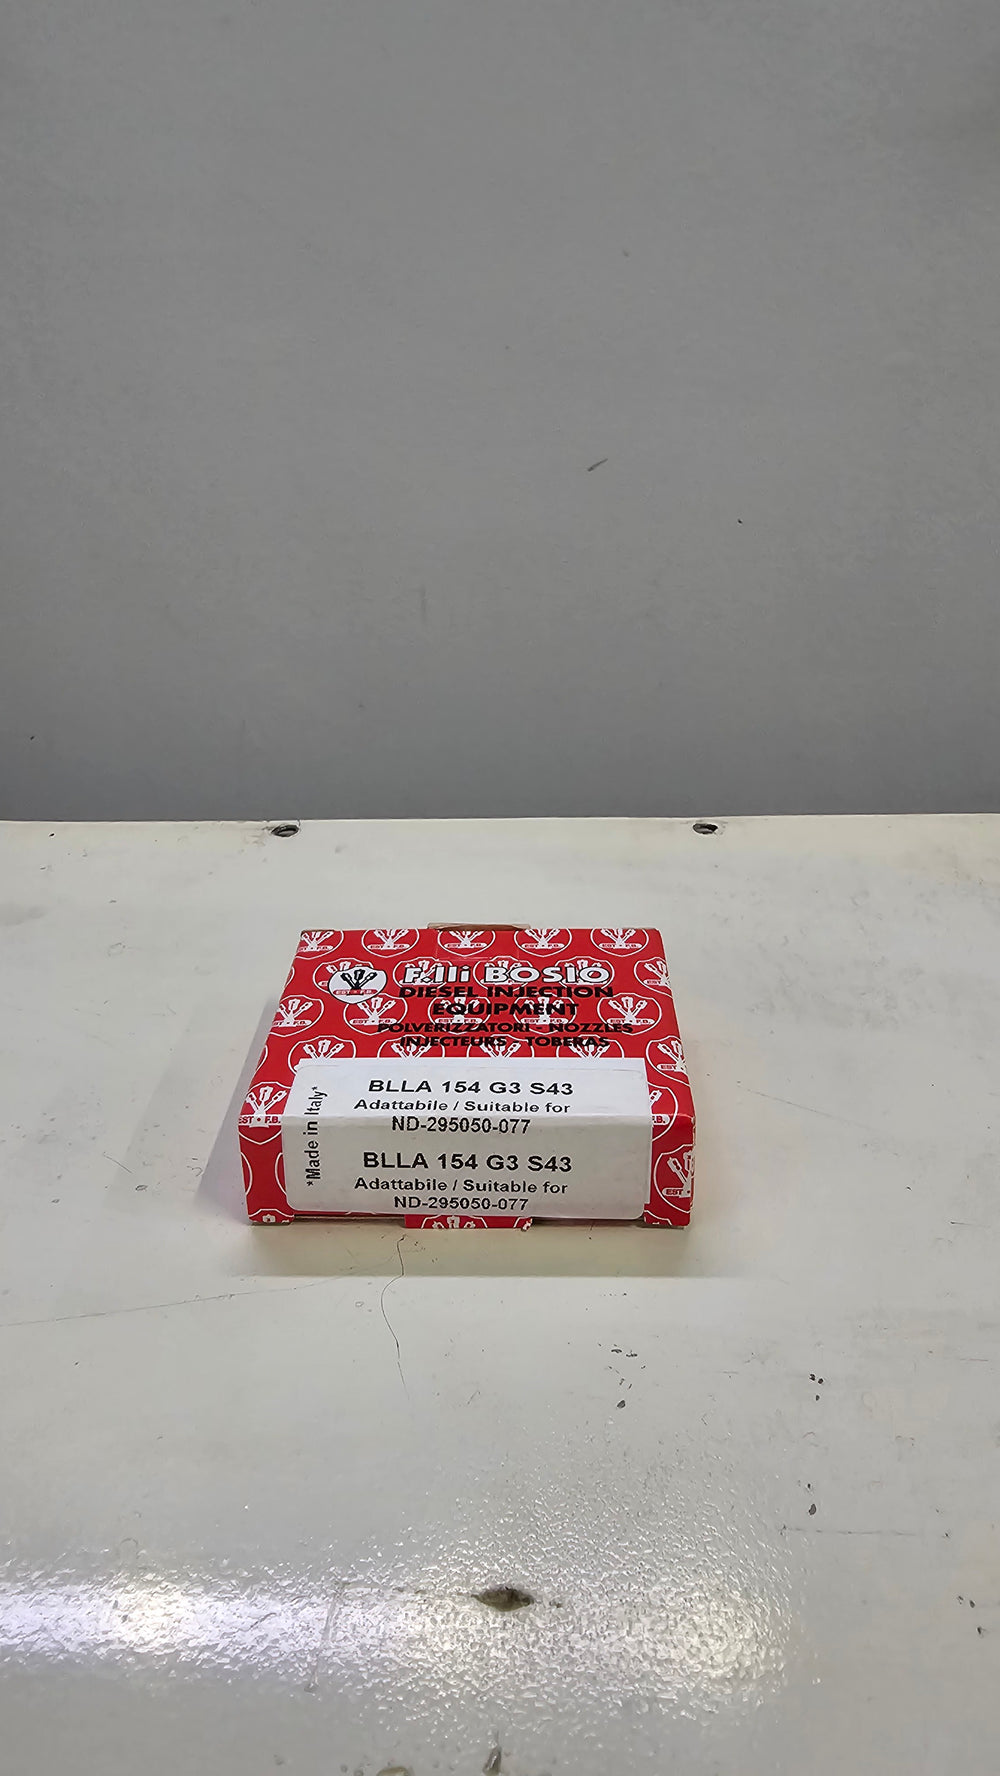 F.lli BOSIO
DIESEL INJECTION
EQUIPMENT
POLVERIZZATORI - NOZZLES
INJECTEURS - TOBERAS
*Made in Italy*
BLLA 154 G3 S43
Adattabile / Suitable for
ND-295050-077
BLLA 154 G3 S43
Adattabile / Suitable for
ND-295050-077
EST • F.B.